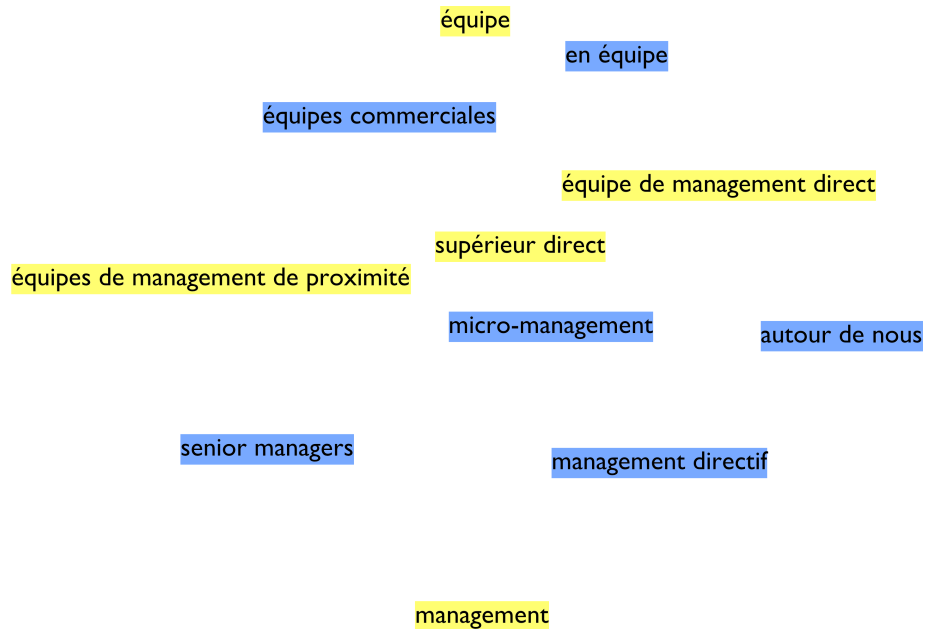 équipe
en équipe
équipes commerciales
équipe de management direct
supérieur direct
équipes de management de proximité
micro-management
autour de nous
senior managers
management directif
management